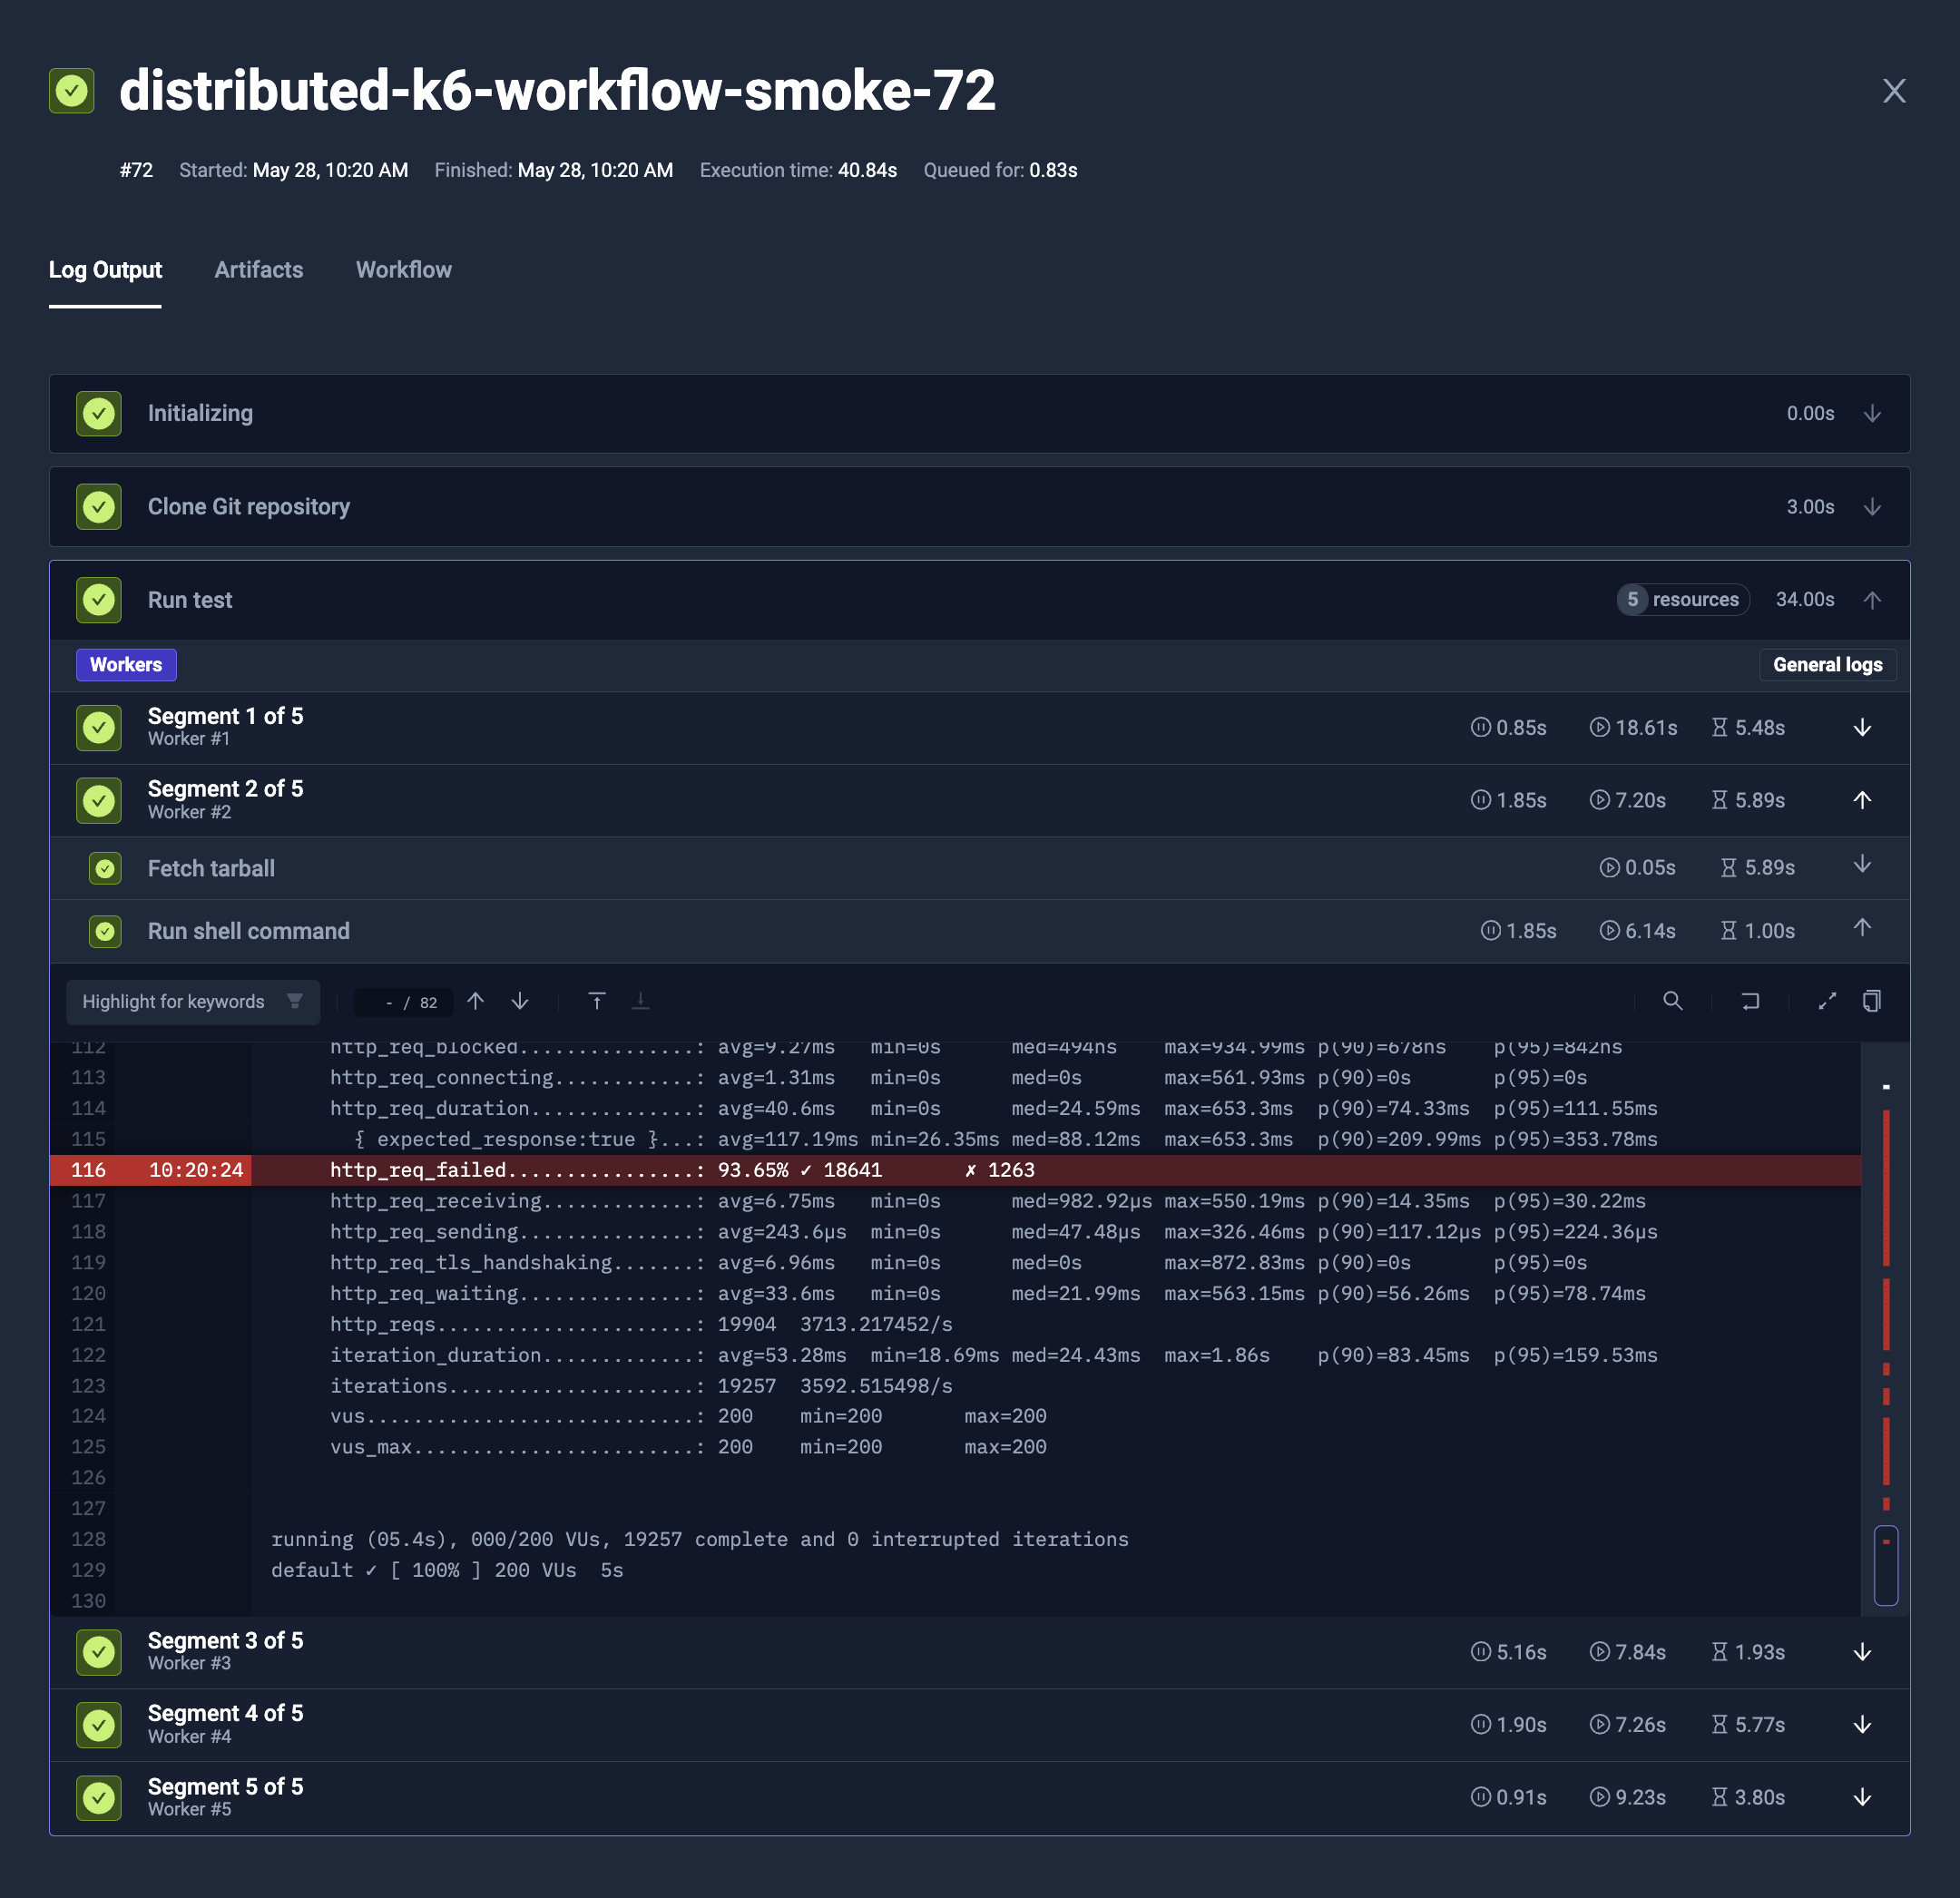 distributed-k6-workflow-smoke-72
#72 Started: May 28, 10:20 AM Finished: May 28, 10:20 AM Execution time: 40.84s Queued for: 0.83s
Log Output Artifacts Workflow
Initializing 0.00s
Clone Git repository 3.00s
Run test 5 resources 34.00s
Workers General logs
Segment 1 of 5
Worker #1 0.85s 18.61s 5.48s
Segment 2 of 5
Worker #2 1.85s 7.20s 5.89s
Fetch tarball 0.05s 5.89s
Run shell command 1.85s 6.14s 1.00s
Highlight for keywords - / 82
112 http_req_blocked...............: avg=9.27ms min=0s med=494ns max=934.99ms p(90)=678ns p(95)=842ns
113 http_req_connecting............: avg=1.31ms min=0s med=0s max=561.93ms p(90)=0s p(95)=0s
114 http_req_duration..............: avg=40.6ms min=0s med=24.59ms max=653.3ms p(90)=74.33ms p(95)=111.55ms
115 { expected_response:true }...: avg=117.19ms min=26.35ms med=88.12ms max=653.3ms p(90)=209.99ms p(95)=353.78ms
116 10:20:24 http_req_failed................: 93.65% ✓ 18641 ✗ 1263
117 http_req_receiving.............: avg=6.75ms min=0s med=982.92µs max=550.19ms p(90)=14.35ms p(95)=30.22ms
118 http_req_sending...............: avg=243.6µs min=0s med=47.48µs max=326.46ms p(90)=117.12µs p(95)=224.36µs
119 http_req_tls_handshaking.......: avg=6.96ms min=0s med=0s max=872.83ms p(90)=0s p(95)=0s
120 http_req_waiting...............: avg=33.6ms min=0s med=21.99ms max=563.15ms p(90)=56.26ms p(95)=78.74ms
121 http_reqs......................: 19904 3713.217452/s
122 iteration_duration.............: avg=53.28ms min=18.69ms med=24.43ms max=1.86s p(90)=83.45ms p(95)=159.53ms
123 iterations.....................: 19257 3592.515498/s
124 vus............................: 200 min=200 max=200
125 vus_max........................: 200 min=200 max=200
126
127
128 running (05.4s), 000/200 VUs, 19257 complete and 0 interrupted iterations
129 default ✓ [ 100% ] 200 VUs 5s
130
Segment 3 of 5
Worker #3 5.16s 7.84s 1.93s
Segment 4 of 5
Worker #4 1.90s 7.26s 5.77s
Segment 5 of 5
Worker #5 0.91s 9.23s 3.80s